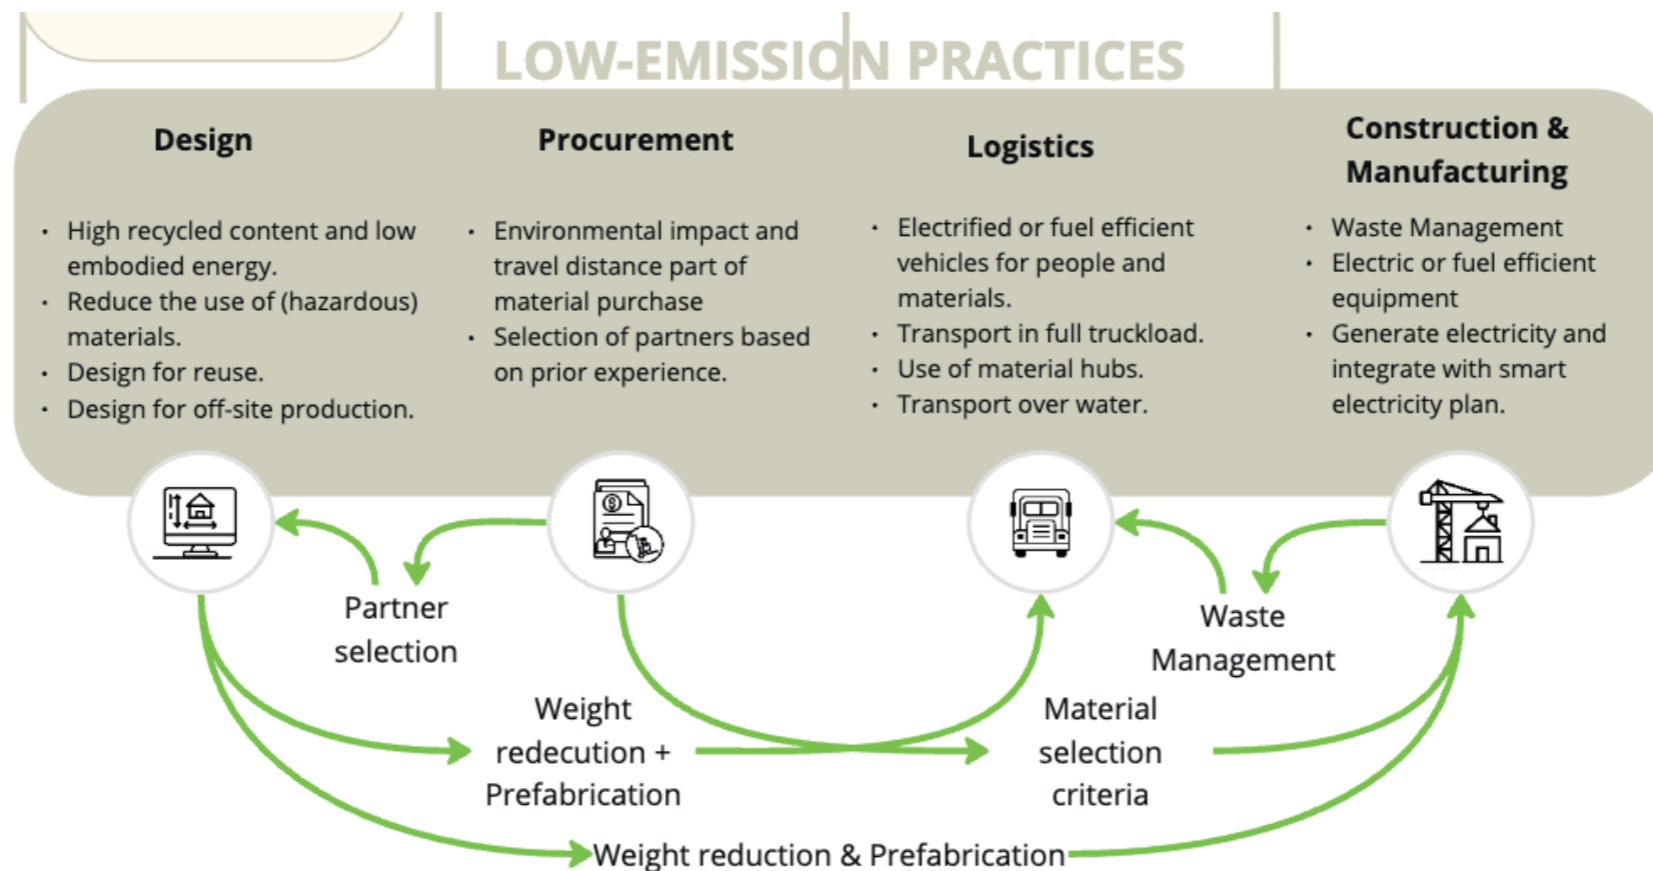 LOW-EMISSION PRACTICES
Design
· High recycled content and low
embodied energy.
· Reduce the use of (hazardous)
materials.
· Design for reuse.
· Design for off-site production.
Procurement
· Environmental impact and
travel distance part of
material purchase
· Selection of partners based
on prior experience.
Logistics
· Electrified or fuel efficient
vehicles for people and
materials.
· Transport in full truckload.
· Use of material hubs.
· Transport over water.
Construction &
Manufacturing
· Waste Management
· Electric or fuel efficient
equipment
· Generate electricity and
integrate with smart
electricity plan.
Partner
selection
Waste
Management
Weight
redecution +
Prefabrication
Material
selection
criteria
Weight reduction & Prefabrication